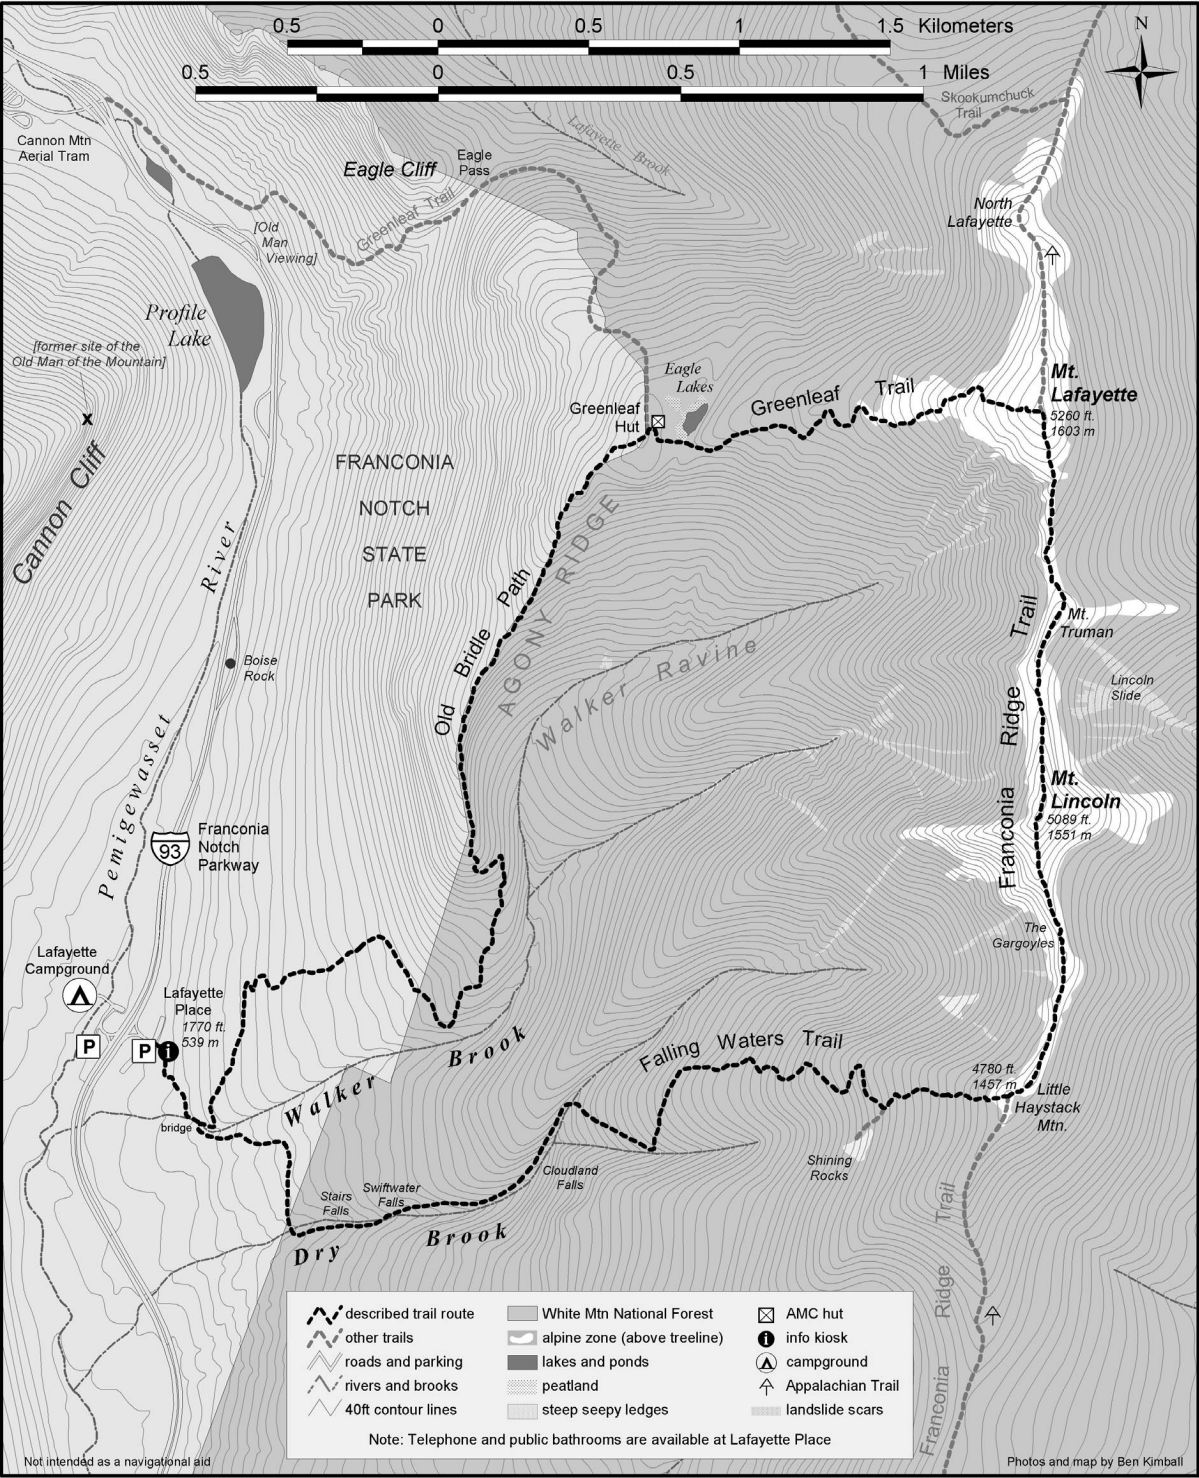 0.5 0 0.5 1 1.5 Kilometers
0.5 0 0.5 1 Miles
N
Skookumchuck
Trail
Cannon Mtn
Aerial Tram
Eagle Cliff
Eagle
Pass
Lafayette Brook
Greenleaf Trail
[Old
Man
Viewing]
North
Lafayette
Profile
Lake
[former site of the
Old Man of the Mountain]
x
Cannon Cliff
Eagle
Lakes
Greenleaf
Hut
Greenleaf Trail
Mt.
Lafayette
5260 ft.
1603 m
FRANCONIA
NOTCH
STATE
PARK
Pemigewasset River
Boise
Rock
Old Bridle Path
AGONY RIDGE
Walker Ravine
Mt.
Truman
Lincoln
Slide
Franconia Ridge Trail
Mt.
Lincoln
5089 ft.
1551 m
93
Franconia
Notch
Parkway
The
Gargoyles
Lafayette
Campground
Lafayette
Place
1770 ft.
539 m
P
P
i
bridge
Walker Brook
Falling Waters Trail
4780 ft.
1457 m
Little
Haystack
Mtn.
Shining
Rocks
Cloudland
Falls
Swiftwater
Falls
Stairs
Falls
Dry Brook
Franconia Ridge Trail
described trail route
other trails
roads and parking
rivers and brooks
40ft contour lines
White Mtn National Forest
alpine zone (above treeline)
lakes and ponds
peatland
steep seepy ledges
AMC hut
i info kiosk
campground
Appalachian Trail
landslide scars
Note: Telephone and public bathrooms are available at Lafayette Place
Not intended as a navigational aid
Photos and map by Ben Kimball